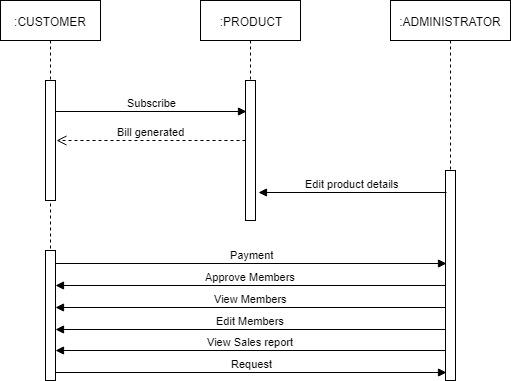 :CUSTOMER
:PRODUCT
:ADMINISTRATOR
Subscribe
Bill generated
Edit product details
Payment
Approve Members
View Members
Edit Members
View Sales report
Request